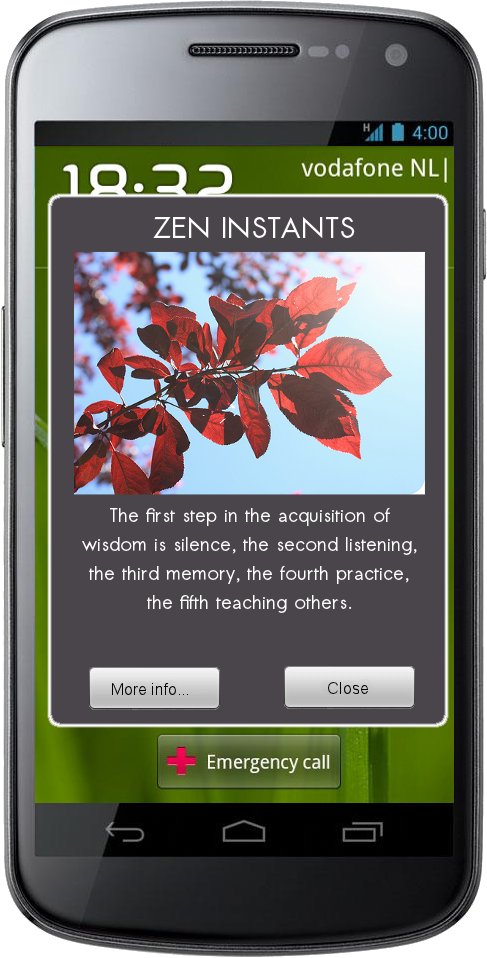 H 4:00
vodafone NL|
18:32
ZEN INSTANTS
The first step in the acquisition of
wisdom is silence, the second listening,
the third memory, the fourth practice,
the fifth teaching others.
More info... Close
Emergency call